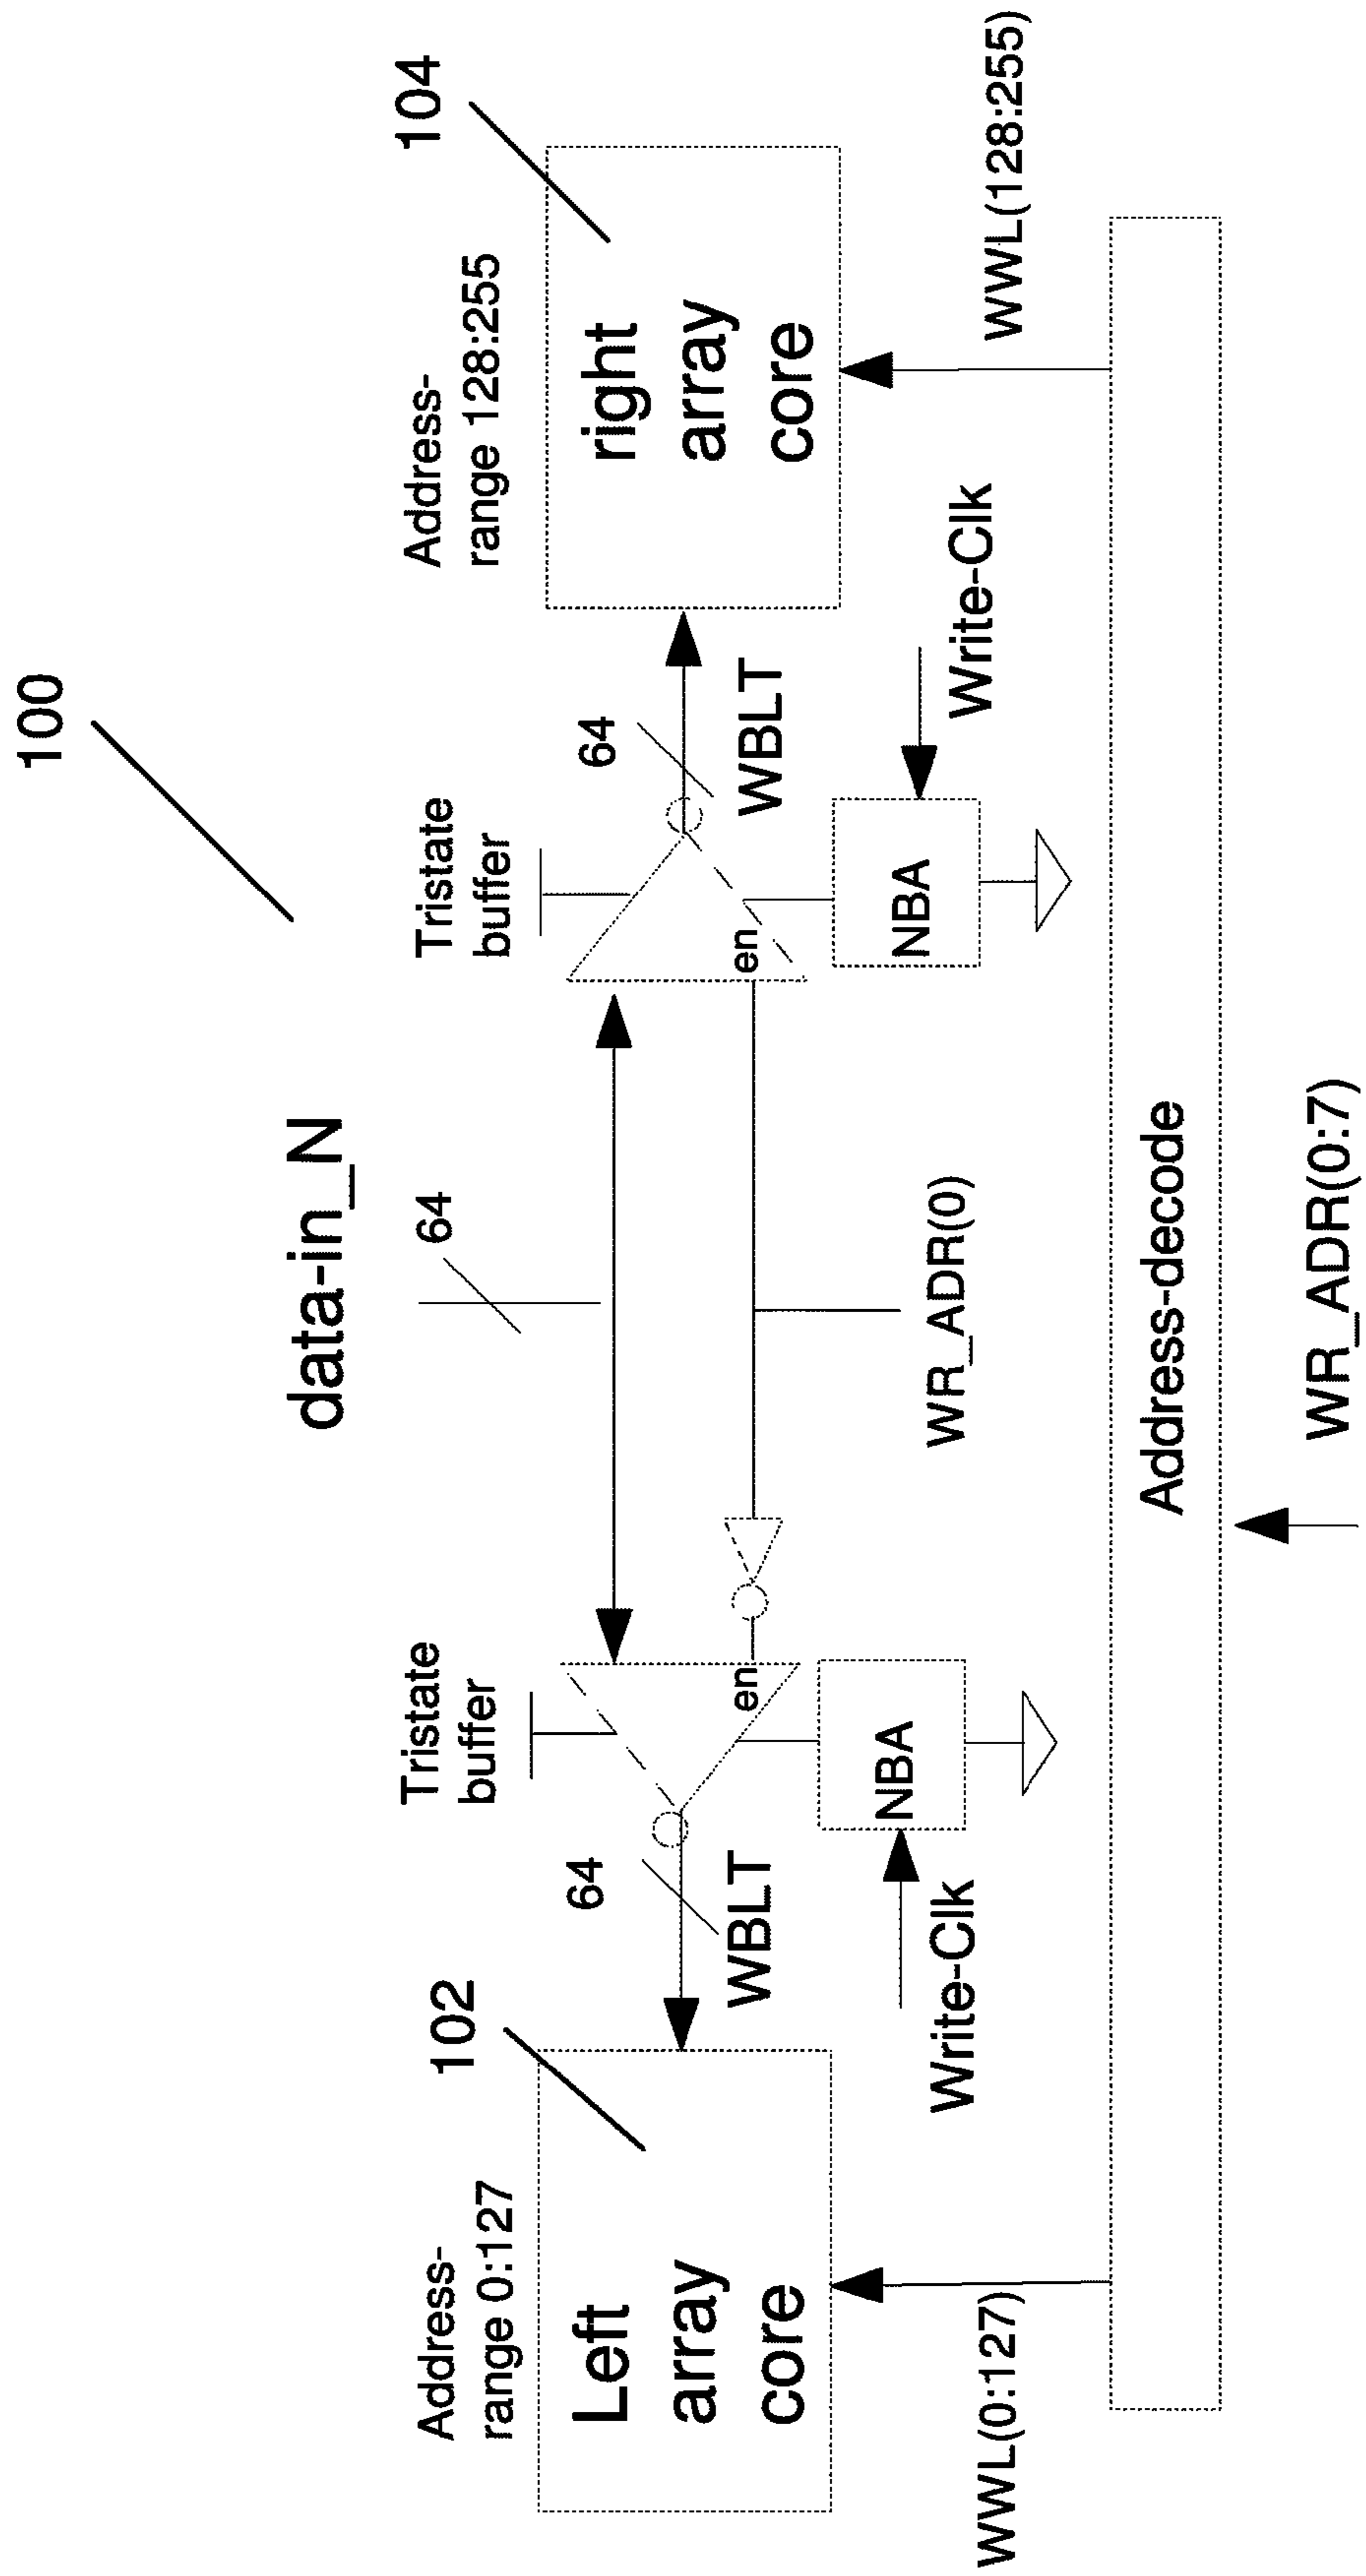 100
data-in_N
64
102
104
Address-
range 0:127
Tristate
buffer
Tristate
buffer
Address-
range 128:255
Left
array
core
64
WBLT
en
en
64
WBLT
right
array
core
Write-Clk
NBA
WR_ADR(0)
NBA
Write-Clk
WWL(0:127)
WWL(128:255)
Address-decode
WR_ADR(0:7)